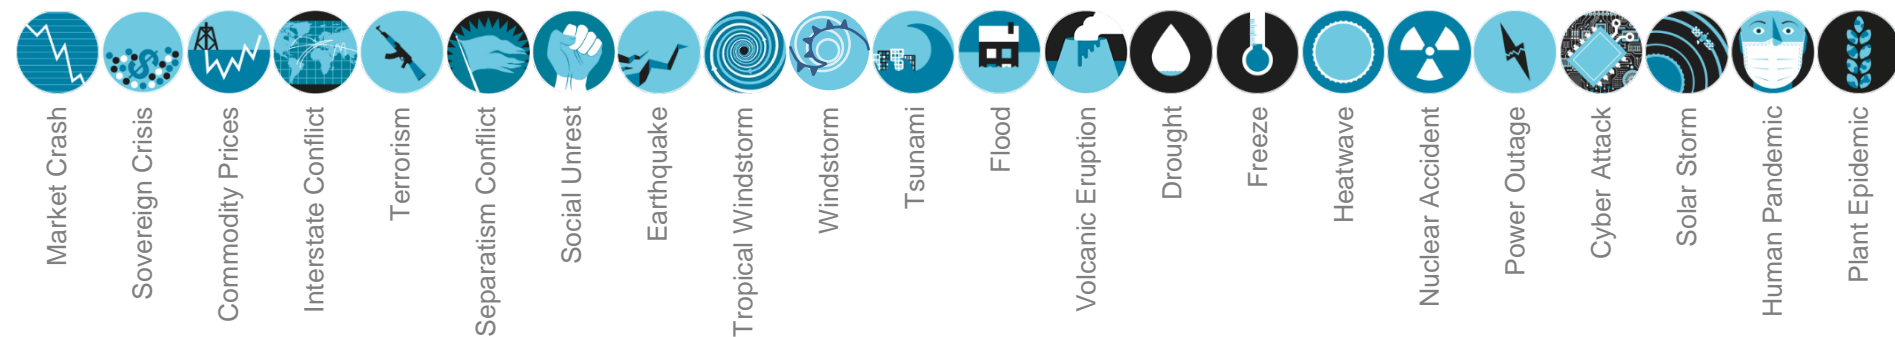 Market Crash
Sovereign Crisis
Commodity Prices
Interstate Conflict
Terrorism
Separatism Conflict
Social Unrest
Earthquake
Tropical Windstorm
Windstorm
Tsunami
Flood
Volcanic Eruption
Drought
Freeze
Heatwave
Nuclear Accident
Power Outage
Cyber Attack
Solar Storm
Human Pandemic
Plant Epidemic